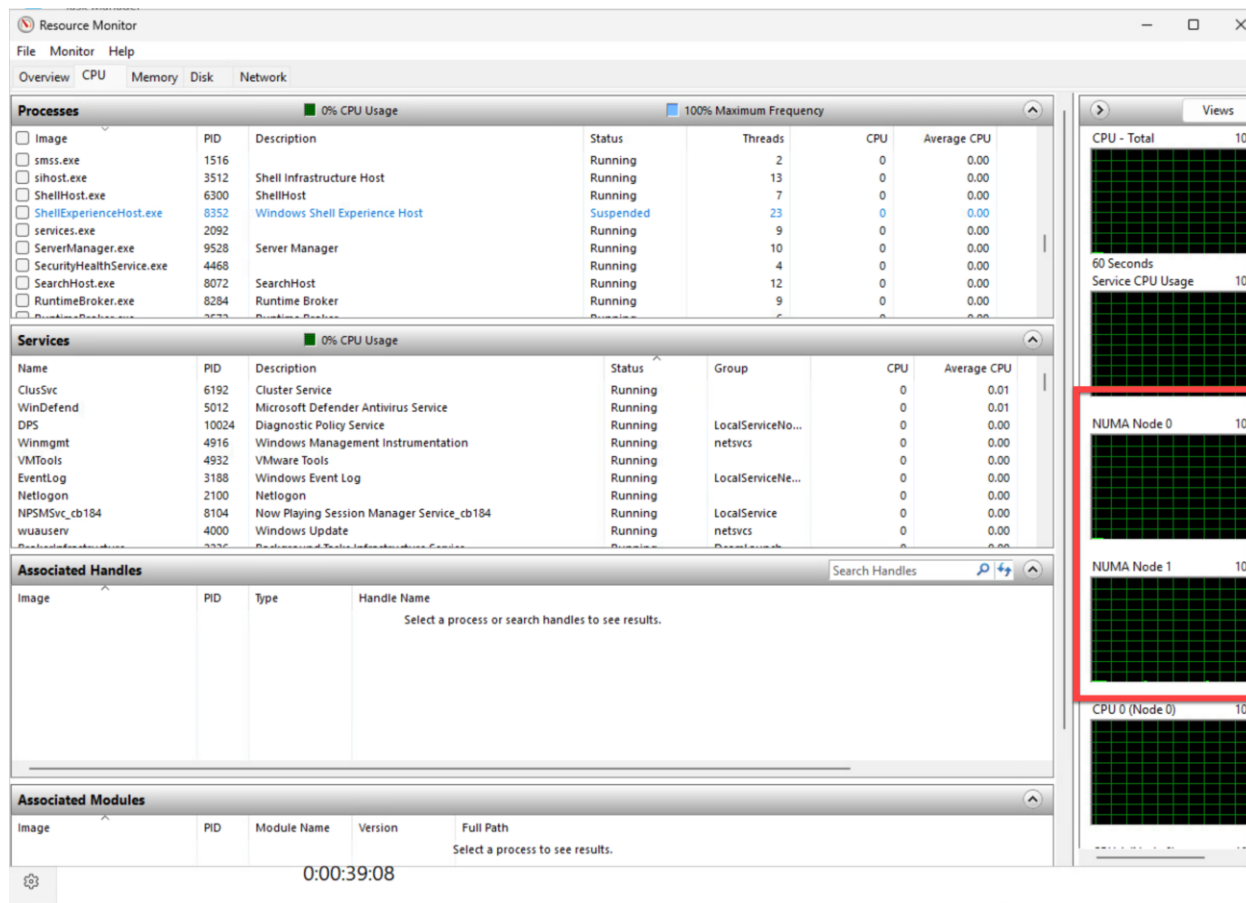 Resource Monitor
File Monitor Help
Overview CPU Memory Disk Network
Processes 0% CPU Usage 100% Maximum Frequency
Image PID Description Status Threads CPU Average CPU
smss.exe 1516 Running 2 0 0.00
sihost.exe 3512 Shell Infrastructure Host Running 13 0 0.00
ShellHost.exe 6300 ShellHost Running 7 0 0.00
ShellExperienceHost.exe 8352 Windows Shell Experience Host Suspended 23 0 0.00
services.exe 2092 Running 9 0 0.00
ServerManager.exe 9528 Server Manager Running 10 0 0.00
SecurityHealthService.exe 4468 Running 4 0 0.00
SearchHost.exe 8072 SearchHost Running 12 0 0.00
RuntimeBroker.exe 8284 Runtime Broker Running 9 0 0.00
Services 0% CPU Usage
Name PID Description Status Group CPU Average CPU
ClusSvc 6192 Cluster Service Running 0 0.01
WinDefend 5012 Microsoft Defender Antivirus Service Running 0 0.01
DPS 10024 Diagnostic Policy Service Running LocalServiceNo... 0 0.00
Winmgmt 4916 Windows Management Instrumentation Running netsvcs 0 0.00
VMTools 4932 VMware Tools Running 0 0.00
EventLog 3188 Windows Event Log Running LocalServiceNe... 0 0.00
Netlogon 2100 Netlogon Running 0 0.00
NPSMSvc_cb184 8104 Now Playing Session Manager Service_cb184 Running LocalService 0 0.00
wuauserv 4000 Windows Update Running netsvcs 0 0.00
Associated Handles Search Handles
Image PID Type Handle Name
Select a process or search handles to see results.
Associated Modules
Image PID Module Name Version Full Path
Select a process to see results.
0:00:39:08
Views
CPU - Total 10
60 Seconds
Service CPU Usage 10
NUMA Node 0 10
NUMA Node 1 10
CPU 0 (Node 0) 10